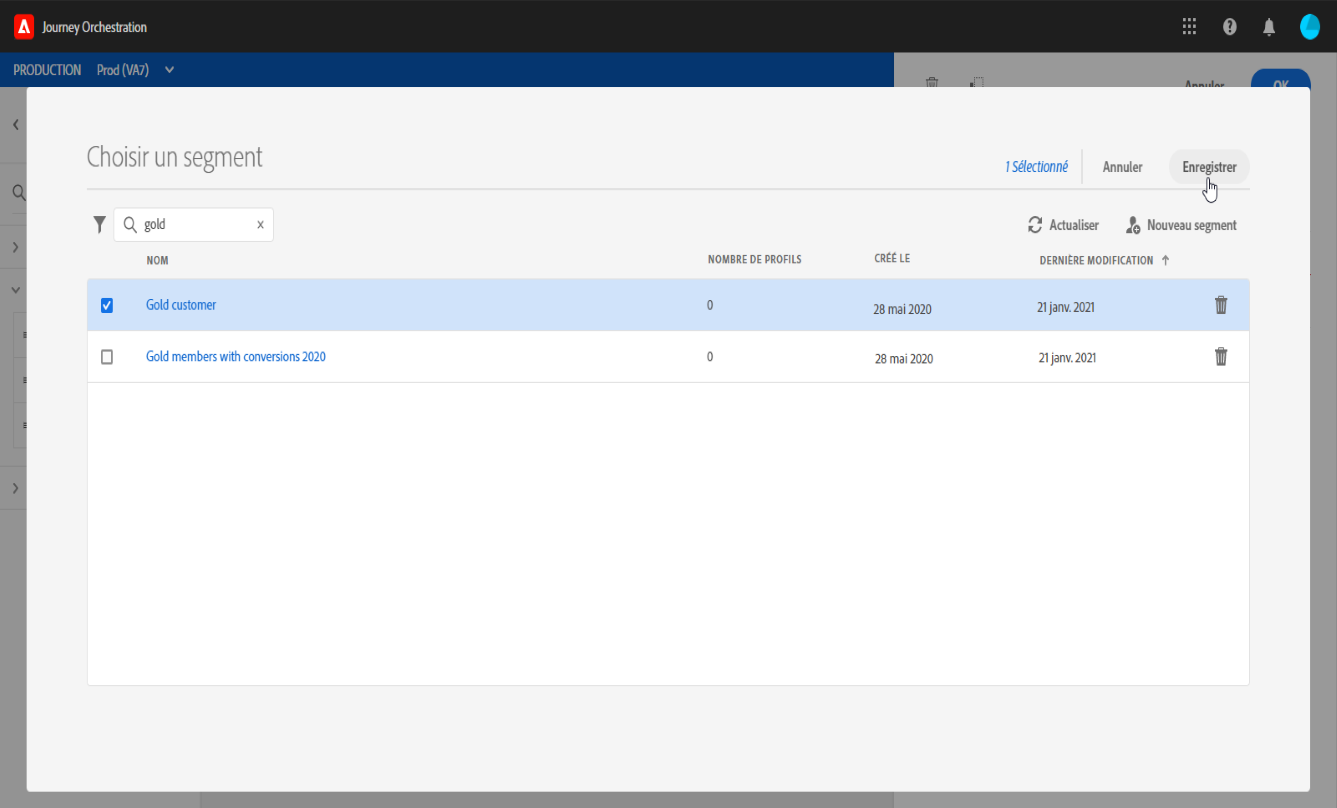 Journey Orchestration
PRODUCTION Prod (VA7)
Annuler OK
Choisir un segment
1 Sélectionné Annuler Enregistrer
gold x
Actualiser Nouveau segment
NOM NOMBRE DE PROFILS CRÉÉ LE DERNIÈRE MODIFICATION
Gold customer 0 28 mai 2020 21 janv. 2021
Gold members with conversions 2020 0 28 mai 2020 21 janv. 2021